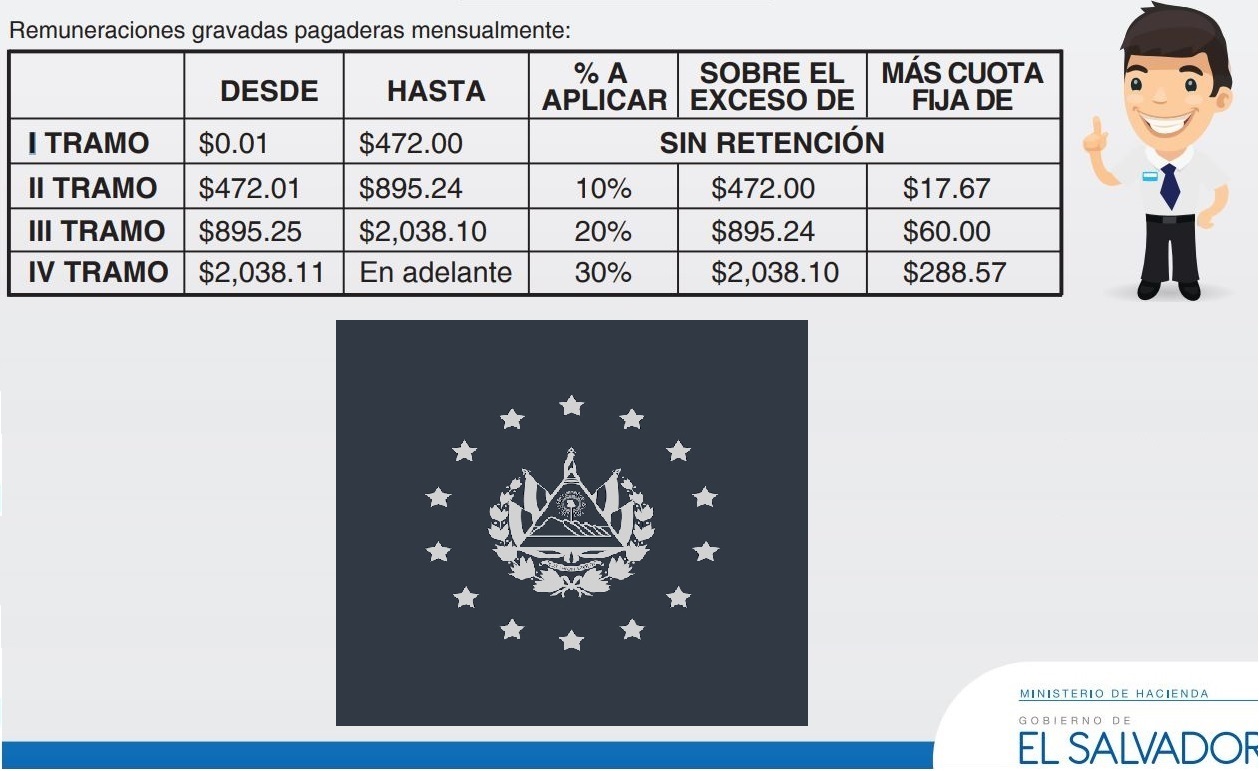 Remuneraciones gravadas pagaderas mensualmente:
DESDE HASTA % A APLICAR SOBRE EL EXCESO DE MÁS CUOTA FIJA DE
I TRAMO $0.01 $472.00 SIN RETENCIÓN
II TRAMO $472.01 $895.24 10% $472.00 $17.67
III TRAMO $895.25 $2,038.10 20% $895.24 $60.00
IV TRAMO $2,038.11 En adelante 30% $2,038.10 $288.57
MINISTERIO DE HACIENDA
GOBIERNO DE
EL SALVADOR